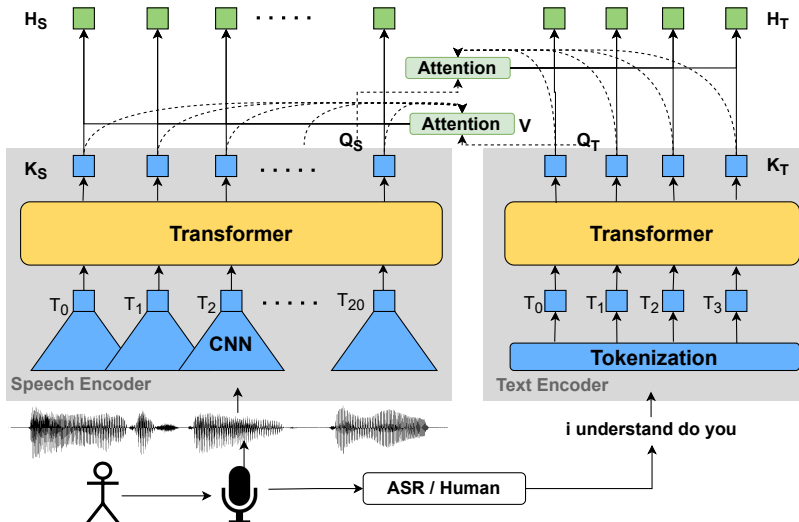 H_S
H_T
Attention
Attention V
Q_S
Q_T
K_S
K_T
Transformer
Transformer
T_0 T_1 T_2 T_20
T_0 T_1 T_2 T_3
CNN
Tokenization
Speech Encoder
Text Encoder
i understand do you
ASR / Human